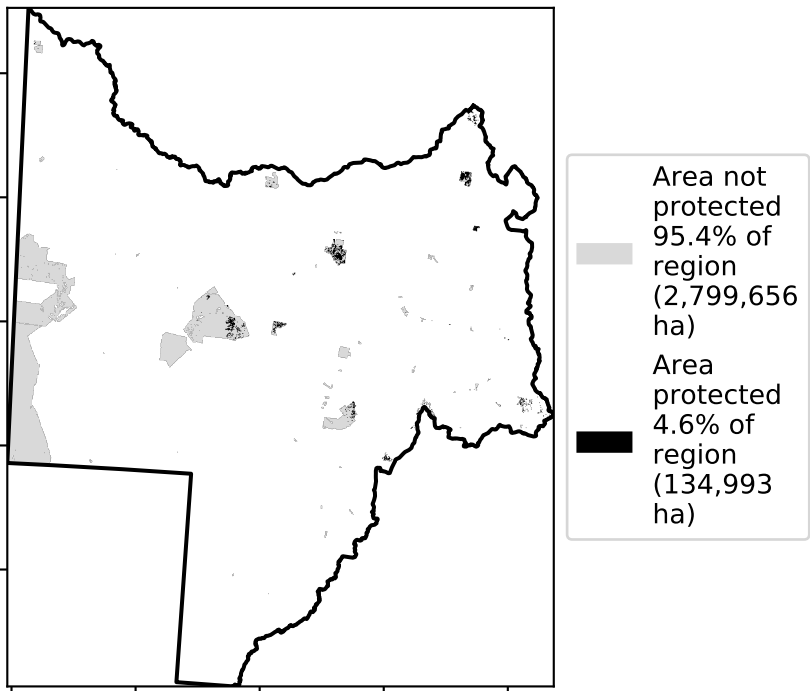 Area not
protected
95.4% of
region
(2,799,656
ha)
Area
protected
4.6% of
region
(134,993
ha)